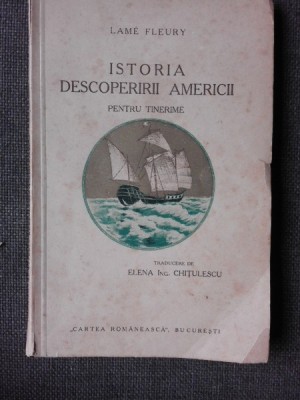 LAMÉ FLEURY
ISTORIA
DESCOPERIRII AMERICII
PENTRU TINERIME
TRADUCERE DE
ELENA ING. CHIȚULESCU
„CARTEA ROMÂNEASCĂ", BUCUREȘTI